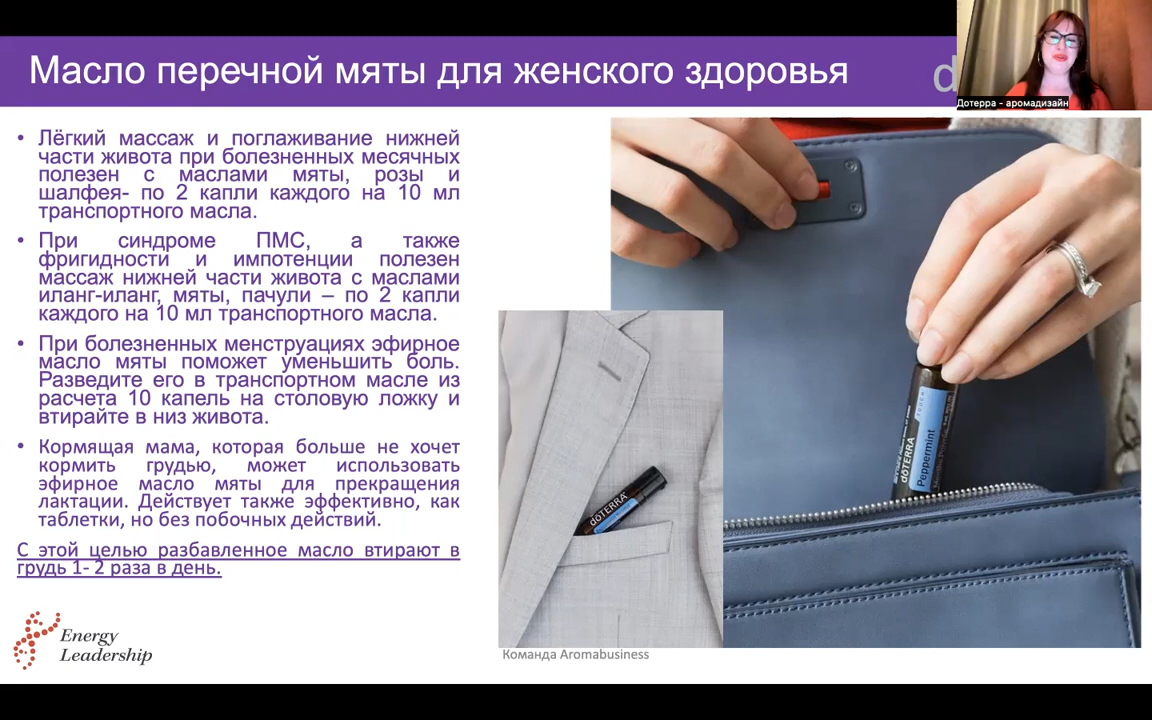 Масло перечной мяты для женского здоровья
d
Дотерра - аромадизайн
• Лёгкий массаж и поглаживание нижней
части живота при болезненных месячных
полезен с маслами мяты, розы и
шалфея- по 2 капли каждого на 10 мл
транспортного масла.
• При синдроме ПМС, а также
фригидности и импотенции полезен
массаж нижней части живота с маслами
иланг-иланг, мяты, пачули – по 2 капли
каждого на 10 мл транспортного масла.
• При болезненных менструациях эфирное
масло мяты поможет уменьшить боль.
Разведите его в транспортном масле из
расчета 10 капель на столовую ложку и
втирайте в низ живота.
• Кормящая мама, которая больше не хочет
кормить грудью, может использовать
эфирное масло мяты для прекращения
лактации. Действует также эффективно, как
таблетки, но без побочных действий.
С этой целью разбавленное масло втирают в
грудь 1- 2 раза в день.
dōTERRA
dōTERRA
TOUCH
Peppermint
Energy
Leadership
Команда Aromabusiness